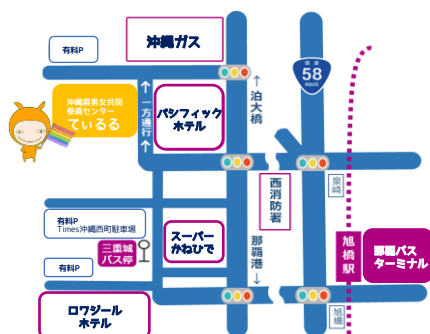 有料P
沖縄ガス
国道
58
ROUTE
↑泊大橋
沖縄県男女共同
参画センター
ているる
↑一方通行↑
パシフィック
ホテル
西消防署
泉崎
有料P
Times沖縄西町駐車場
三重城
バス停
スーパー
かねひで
那覇港↓
旭橋駅
那覇バス
ターミナル
有料P
ロワジール
ホテル
旭橋